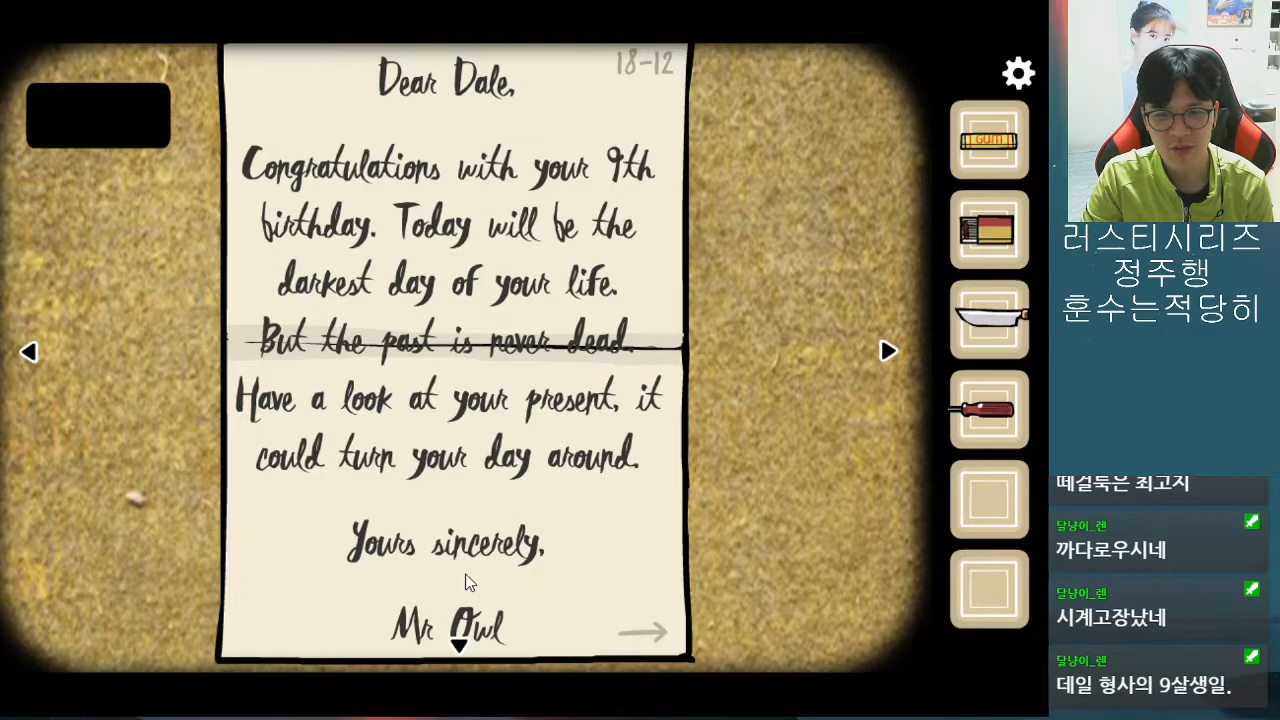 18-12
Dear Dale,
Congratulations with your 9th
birthday. Today will be the
darkest day of your life.
But the past is never dead.
Have a look at your present, it
could turn your day around.
Yours sincerely,
Mr Owl
GUM
러스티시리즈
정주행
훈수는적당히
떼껄룩은 최고지
달냥이_렌
까다로우시네
달냥이_렌
시계고장났네
달냥이_렌
데일 형사의 9살생일.